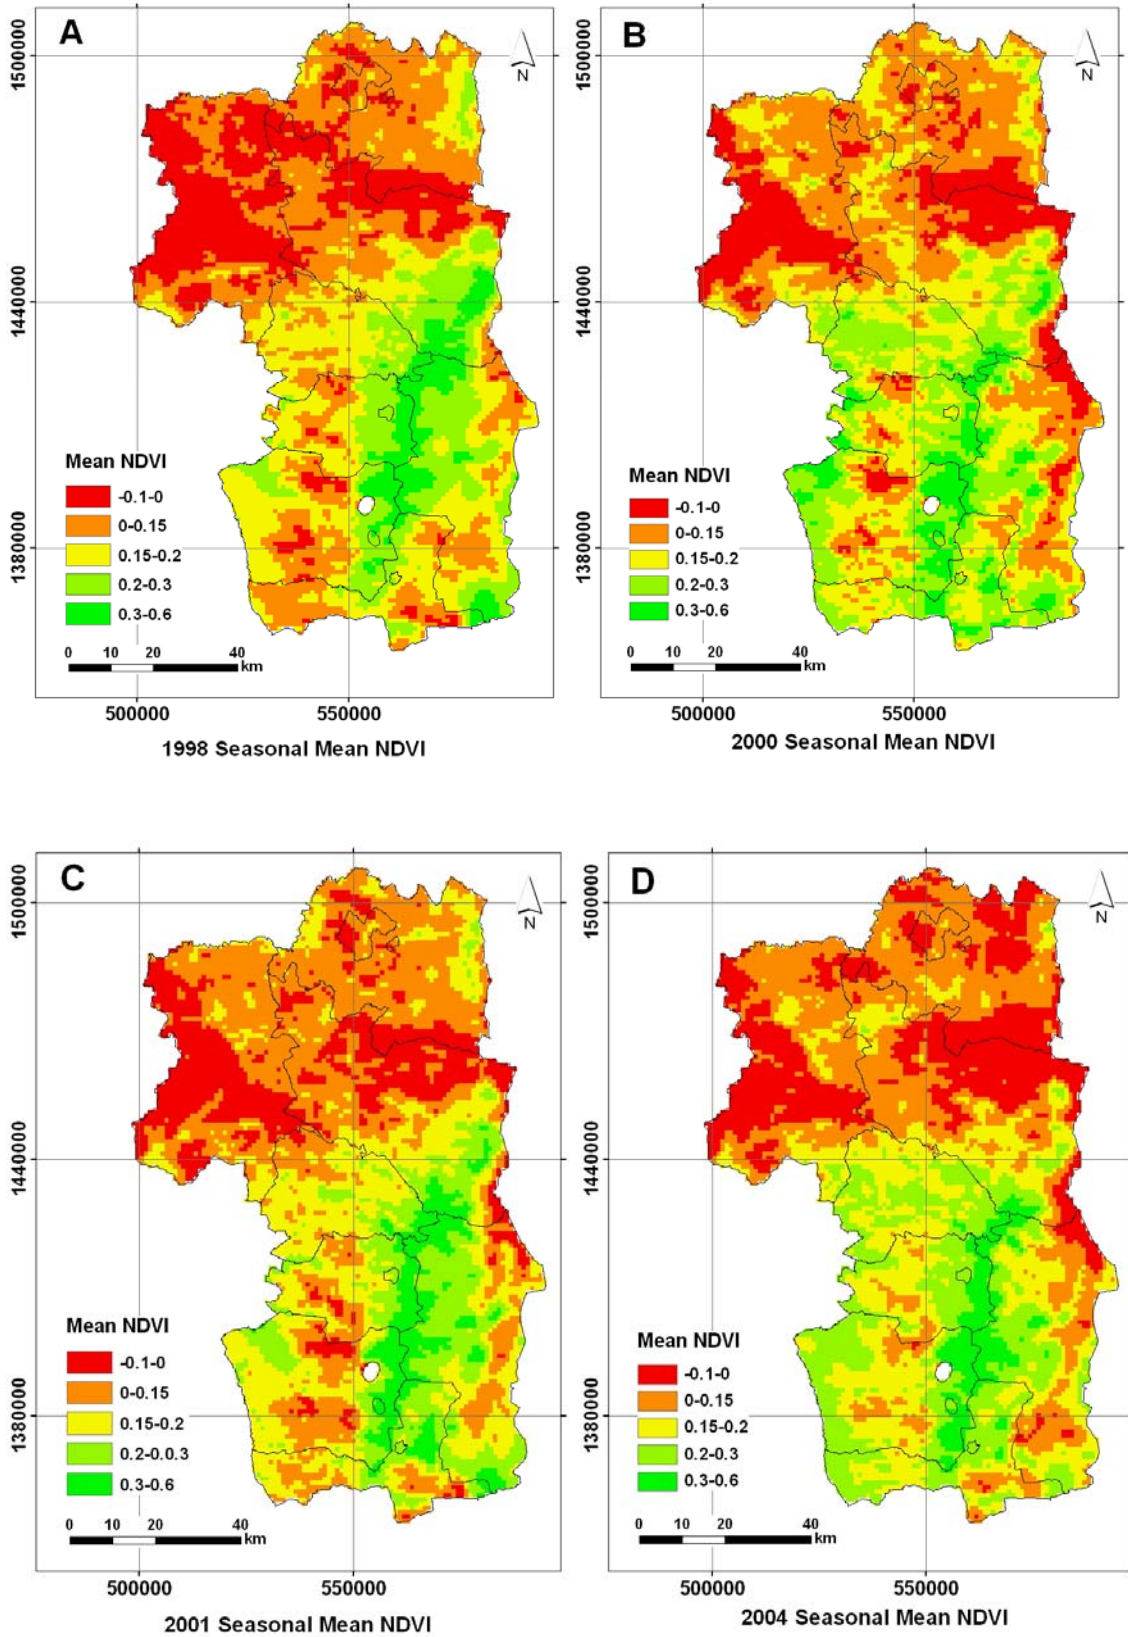 A
N
1500000
1440000
1380000
Mean NDVI
-0.1-0
0-0.15
0.15-0.2
0.2-0.3
0.3-0.6
0 10 20 40
km
500000 550000
1998 Seasonal Mean NDVI
B
N
1500000
1440000
1380000
Mean NDVI
-0.1-0
0-0.15
0.15-0.2
0.2-0.3
0.3-0.6
0 10 20 40
km
500000 550000
2000 Seasonal Mean NDVI
C
N
1500000
1440000
1380000
Mean NDVI
-0.1-0
0-0.15
0.15-0.2
0.2-0.0.3
0.3-0.6
0 10 20 40
km
500000 550000
2001 Seasonal Mean NDVI
D
N
1500000
1440000
1380000
Mean NDVI
-0.1-0
0-0.15
0.15-0.2
0.2-0.3
0.3-0.6
0 10 20 40
km
500000 550000
2004 Seasonal Mean NDVI